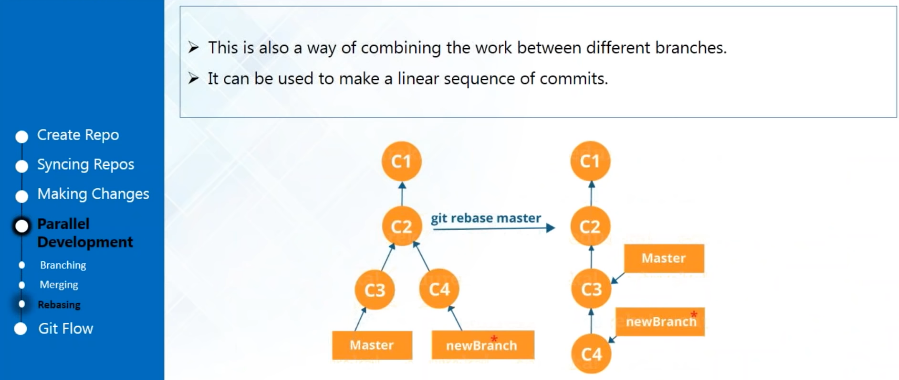 This is also a way of combining the work between different branches.
It can be used to make a linear sequence of commits.
Create Repo
Syncing Repos
Making Changes
Parallel
Development
Branching
Merging
Rebasing
Git Flow
C1
C2
C3
C4
Master
newBranch*
git rebase master
C1
C2
Master
C3
newBranch*
C4